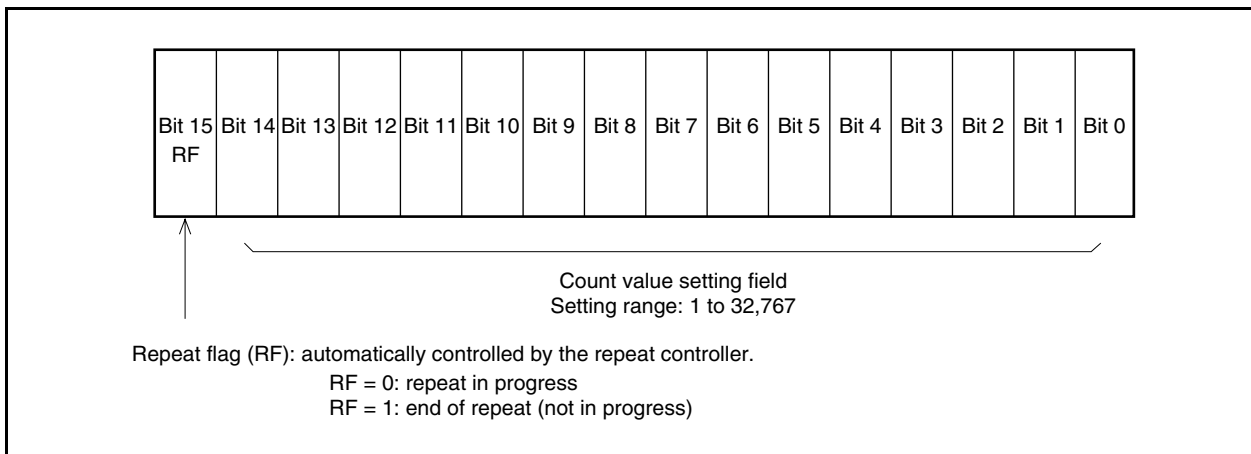 Bit 15 Bit 14 Bit 13 Bit 12 Bit 11 Bit 10 Bit 9 Bit 8 Bit 7 Bit 6 Bit 5 Bit 4 Bit 3 Bit 2 Bit 1 Bit 0
RF
Count value setting field
Setting range: 1 to 32,767
Repeat flag (RF): automatically controlled by the repeat controller.
RF = 0: repeat in progress
RF = 1: end of repeat (not in progress)